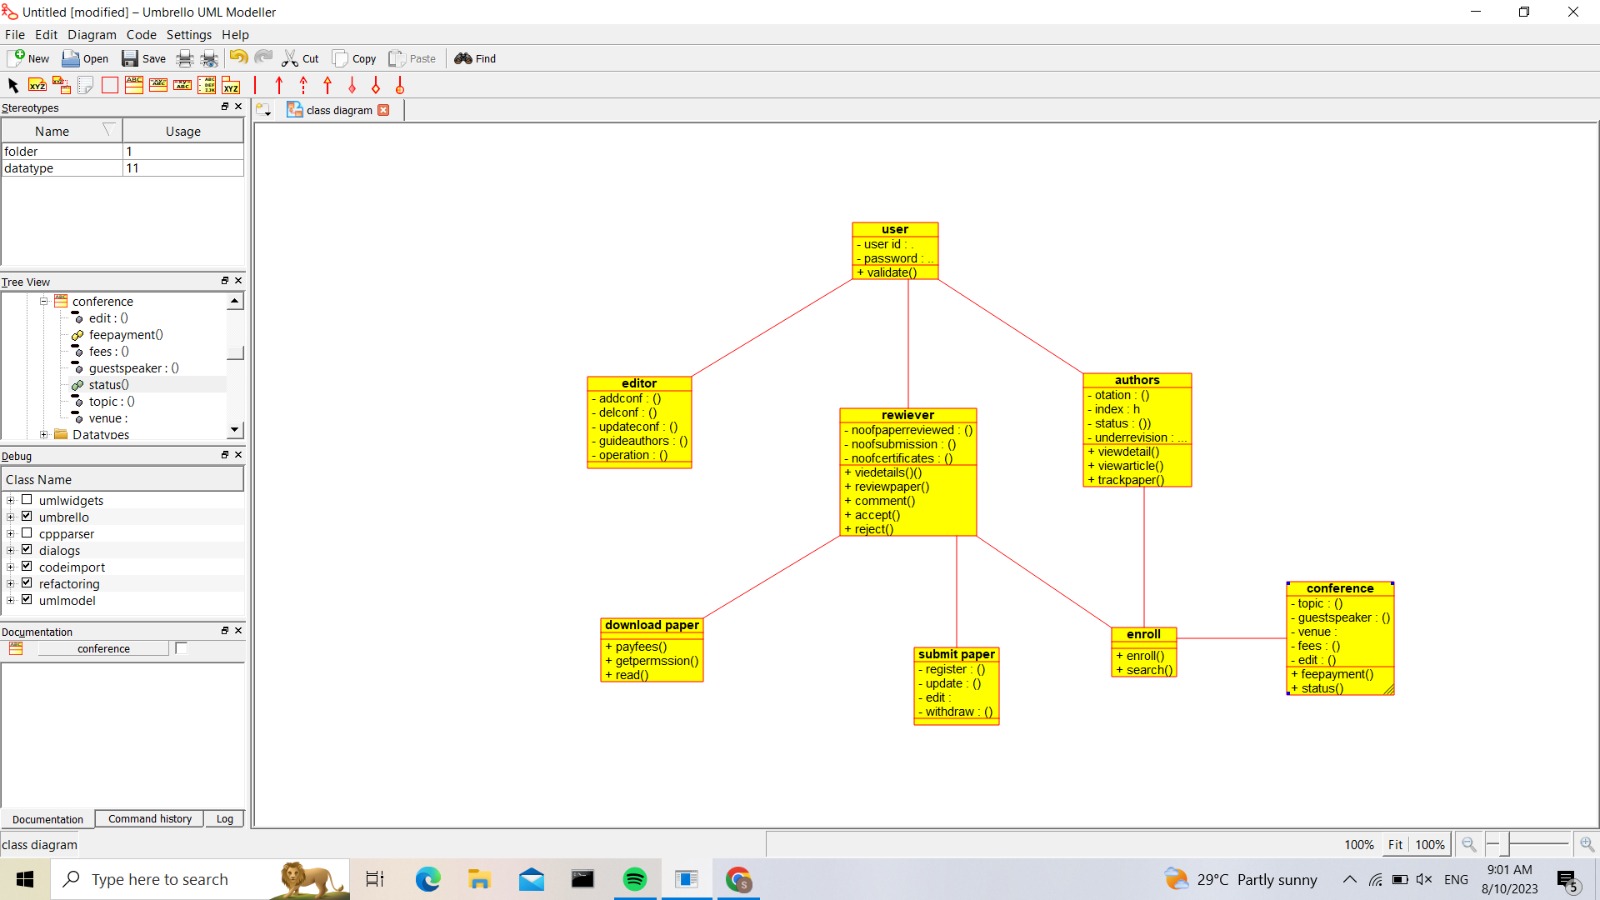 Untitled [modified] – Umbrello UML Modeller
File Edit Diagram Code Settings Help
New Open Save Cut Copy Paste Find
Stereotypes
Name Usage
folder 1
datatype 11
Tree View
conference
edit : ()
feepayment()
fees : ()
guestspeaker : ()
status()
topic : ()
venue :
Datatypes
Debug
Class Name
umlwidgets
umbrello
cppparser
dialogs
codeimport
refactoring
umlmodel
Documentation
conference
Documentation Command history Log
class diagram
class diagram
user
- user id : .
- password : ..
+ validate()
editor
- addconf : ()
- delconf : ()
- updateconf : ()
- guideauthors : ()
- operation : ()
rewiever
- noofpaperreviewed : ()
- noofsubmission : ()
- noofcertificates : ()
+ viedetails()()
+ reviewpaper()
+ comment()
+ accept()
+ reject()
authors
- otation : ()
- index : h
- status : ())
- underrevision : ...
+ viewdetail()
+ viewarticle()
+ trackpaper()
download paper
+ payfees()
+ getpermssion()
+ read()
submit paper
- register : ()
- update : ()
- edit :
- withdraw : ()
enroll
+ enroll()
+ search()
conference
- topic : ()
- guestspeaker : ()
- venue :
- fees : ()
- edit : ()
+ feepayment()
+ status()
100% Fit 100%
Type here to search
29°C Partly sunny
ENG
9:01 AM
8/10/2023
5